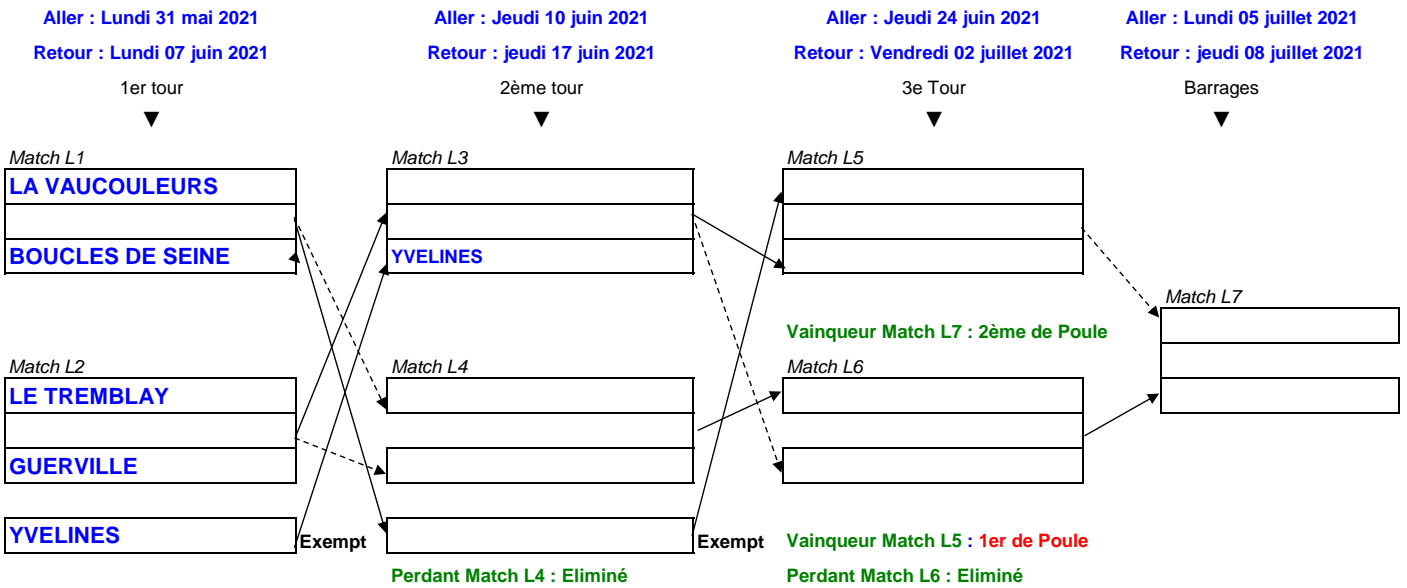 Aller : Lundi 31 mai 2021
Aller : Jeudi 10 juin 2021
Aller : Jeudi 24 juin 2021
Aller : Lundi 05 juillet 2021
Retour : Lundi 07 juin 2021
Retour : jeudi 17 juin 2021
Retour : Vendredi 02 juillet 2021
Retour : jeudi 08 juillet 2021
1er tour
2ème tour
3e Tour
Barrages
Match L1
Match L3
Match L5
LA VAUCOULEURS
BOUCLES DE SEINE
YVELINES
Match L7
Vainqueur Match L7 : 2ème de Poule
Match L2
Match L4
Match L6
LE TREMBLAY
GUERVILLE
YVELINES
Exempt
Exempt
Vainqueur Match L5 : 1er de Poule
Perdant Match L4 : Eliminé
Perdant Match L6 : Eliminé